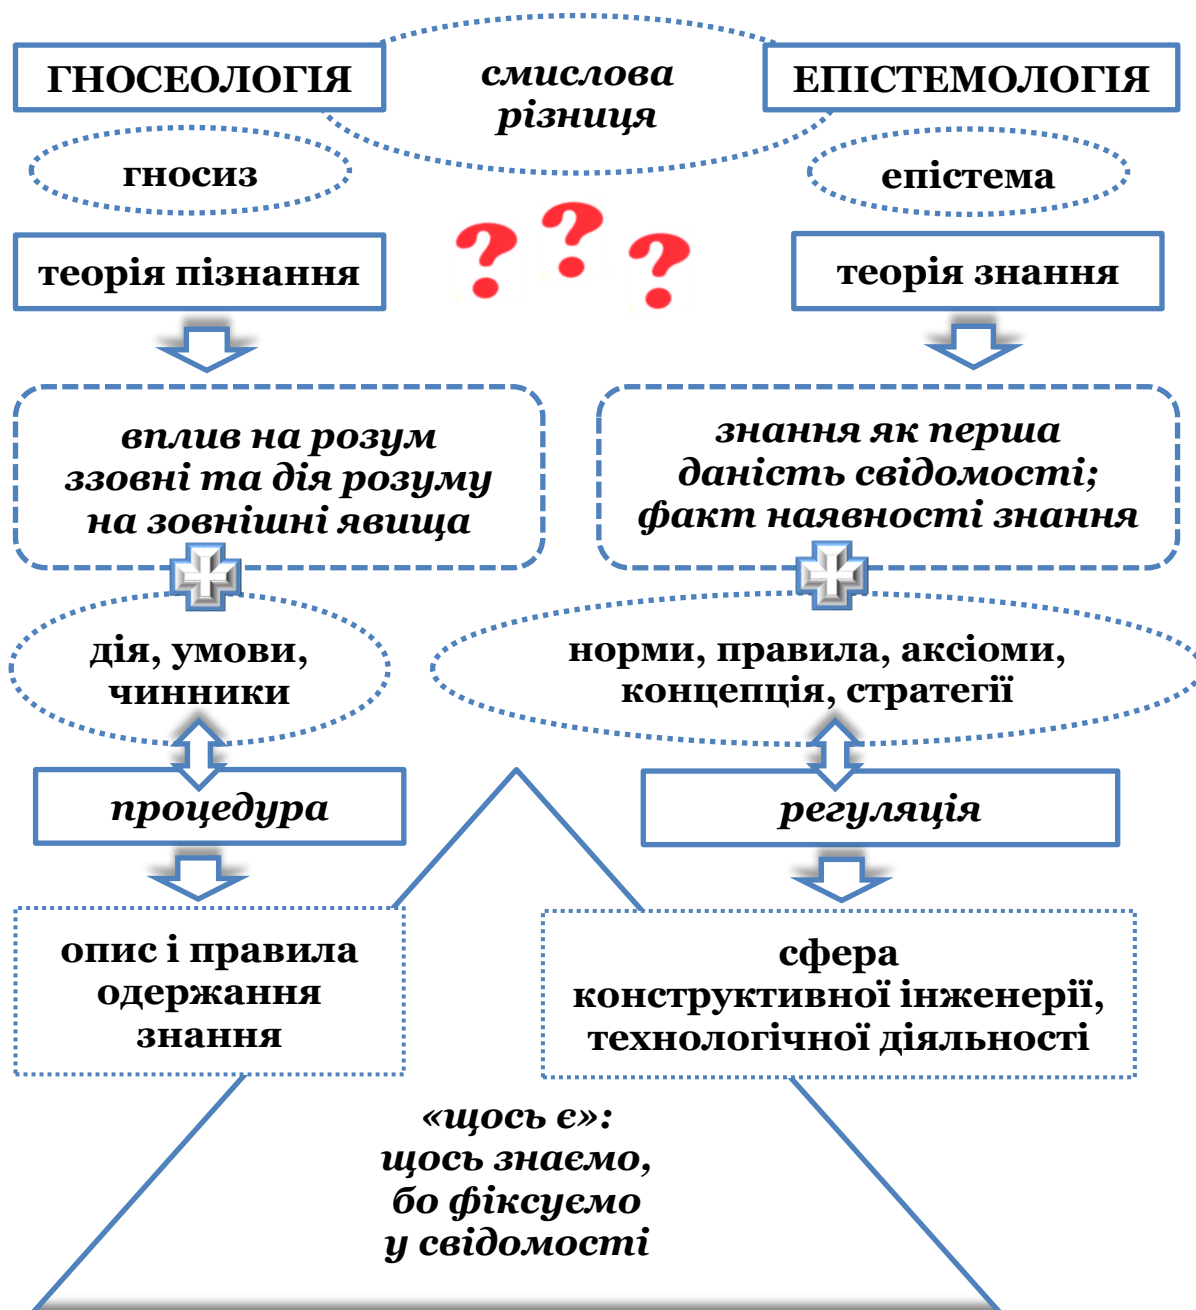 ГНОСЕОЛОГІЯ
смислова
різниця
ЕПІСТЕМОЛОГІЯ
гносиз
епістема
? ? ?
теорія пізнання
теорія знання
вплив на розум
ззовні та дія розуму
на зовнішні явища
знання як перша
даність свідомості;
факт наявності знання
дія, умови,
чинники
норми, правила, аксіоми,
концепція, стратегії
процедура
регуляція
опис і правила
одержання
знання
сфера
конструктивної інженерії,
технологічної діяльності
«щось є»:
щось знаємо,
бо фіксуємо
у свідомості